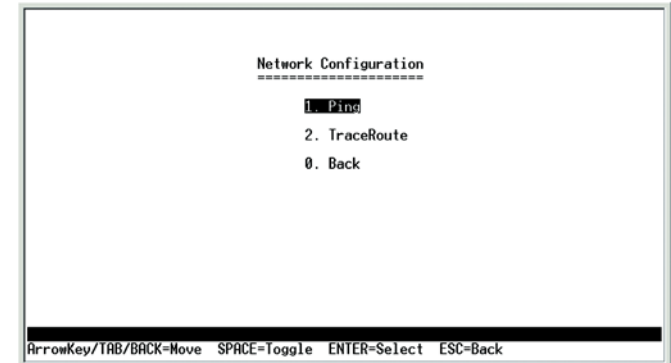 Network Configuration
=====================
1. Ping
2. TraceRoute
0. Back
ArrowKey/TAB/BACK=Move  SPACE=Toggle  ENTER=Select  ESC=Back